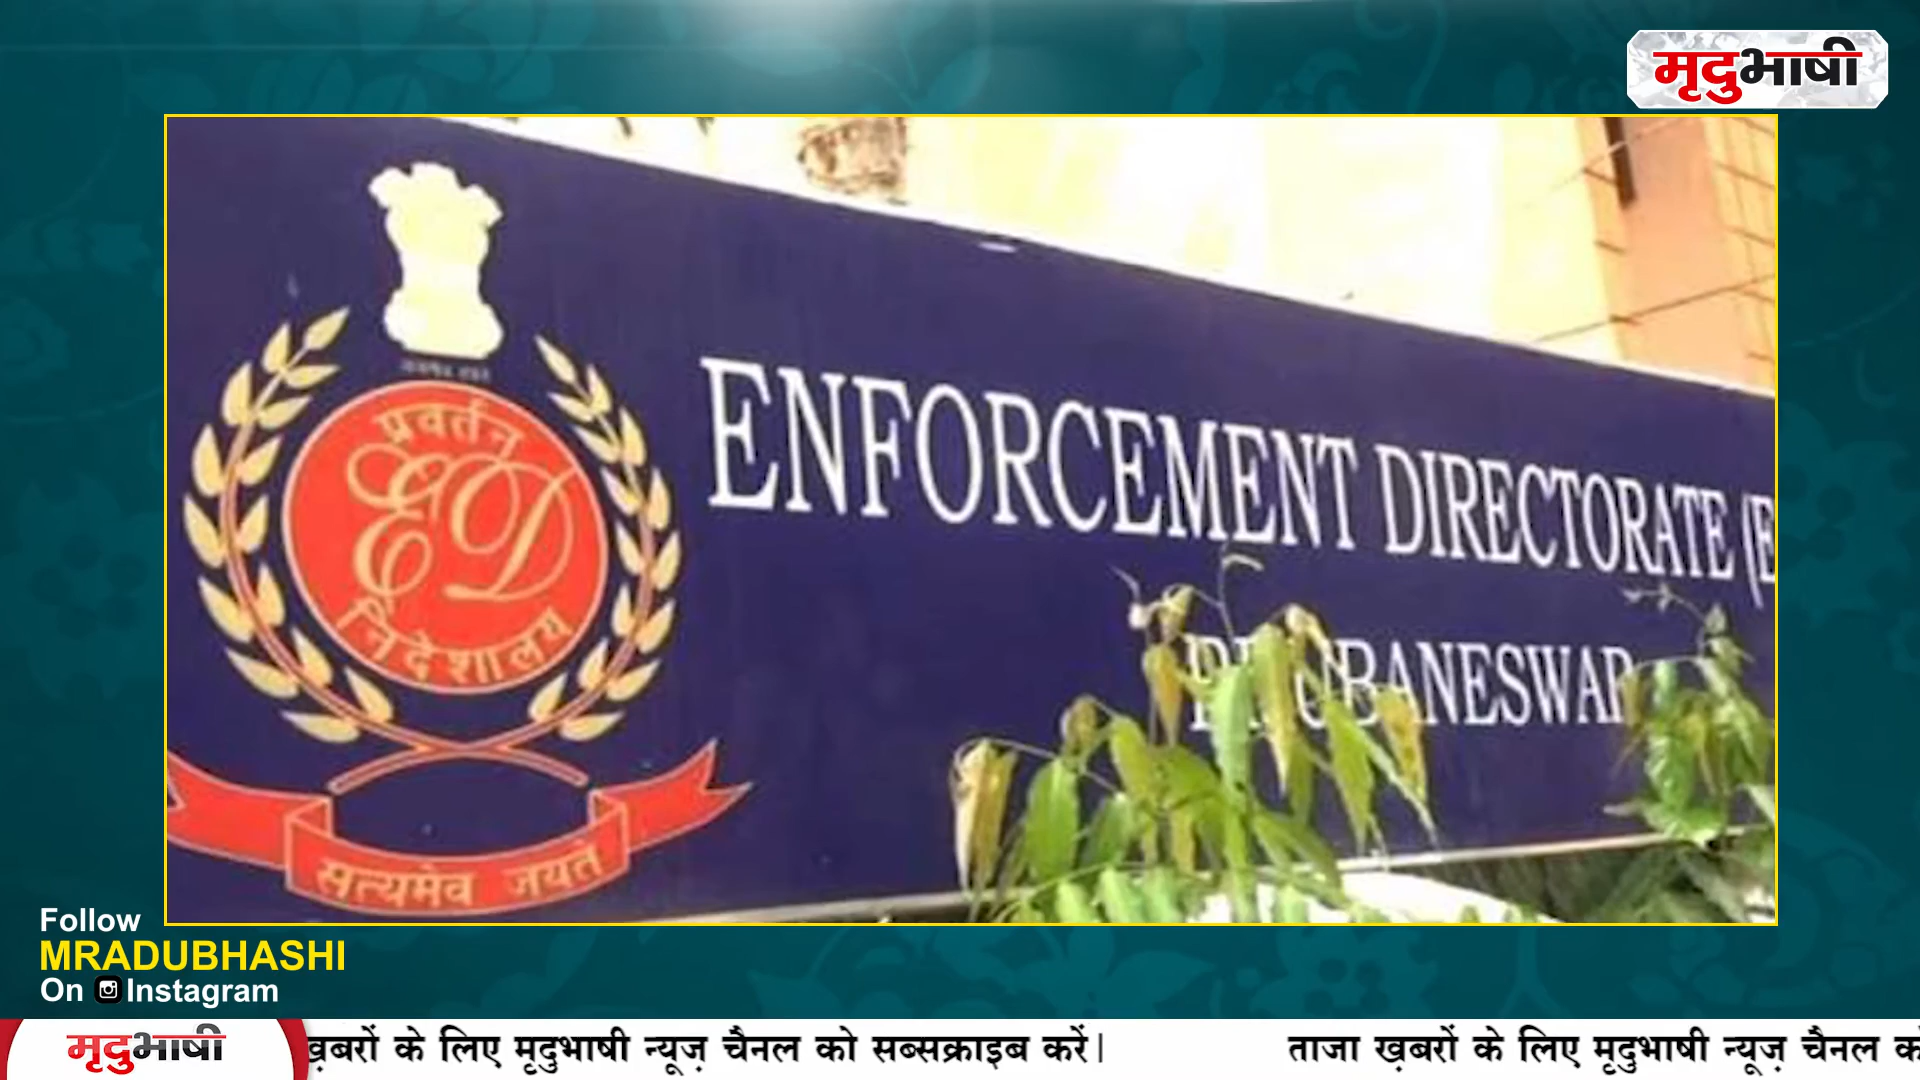 मृदुभाषी
प्रवर्तन
ED
निदेशालय
सत्यमेव जयते
ENFORCEMENT DIRECTORATE (E
BHUBANESWAR
Follow
MRADUBHASHI
On Instagram
मृदुभाषी
ख़बरों के लिए मृदुभाषी न्यूज़ चैनल को सब्सक्राइब करें| ताजा ख़बरों के लिए मृदुभाषी न्यूज़ चैनल को